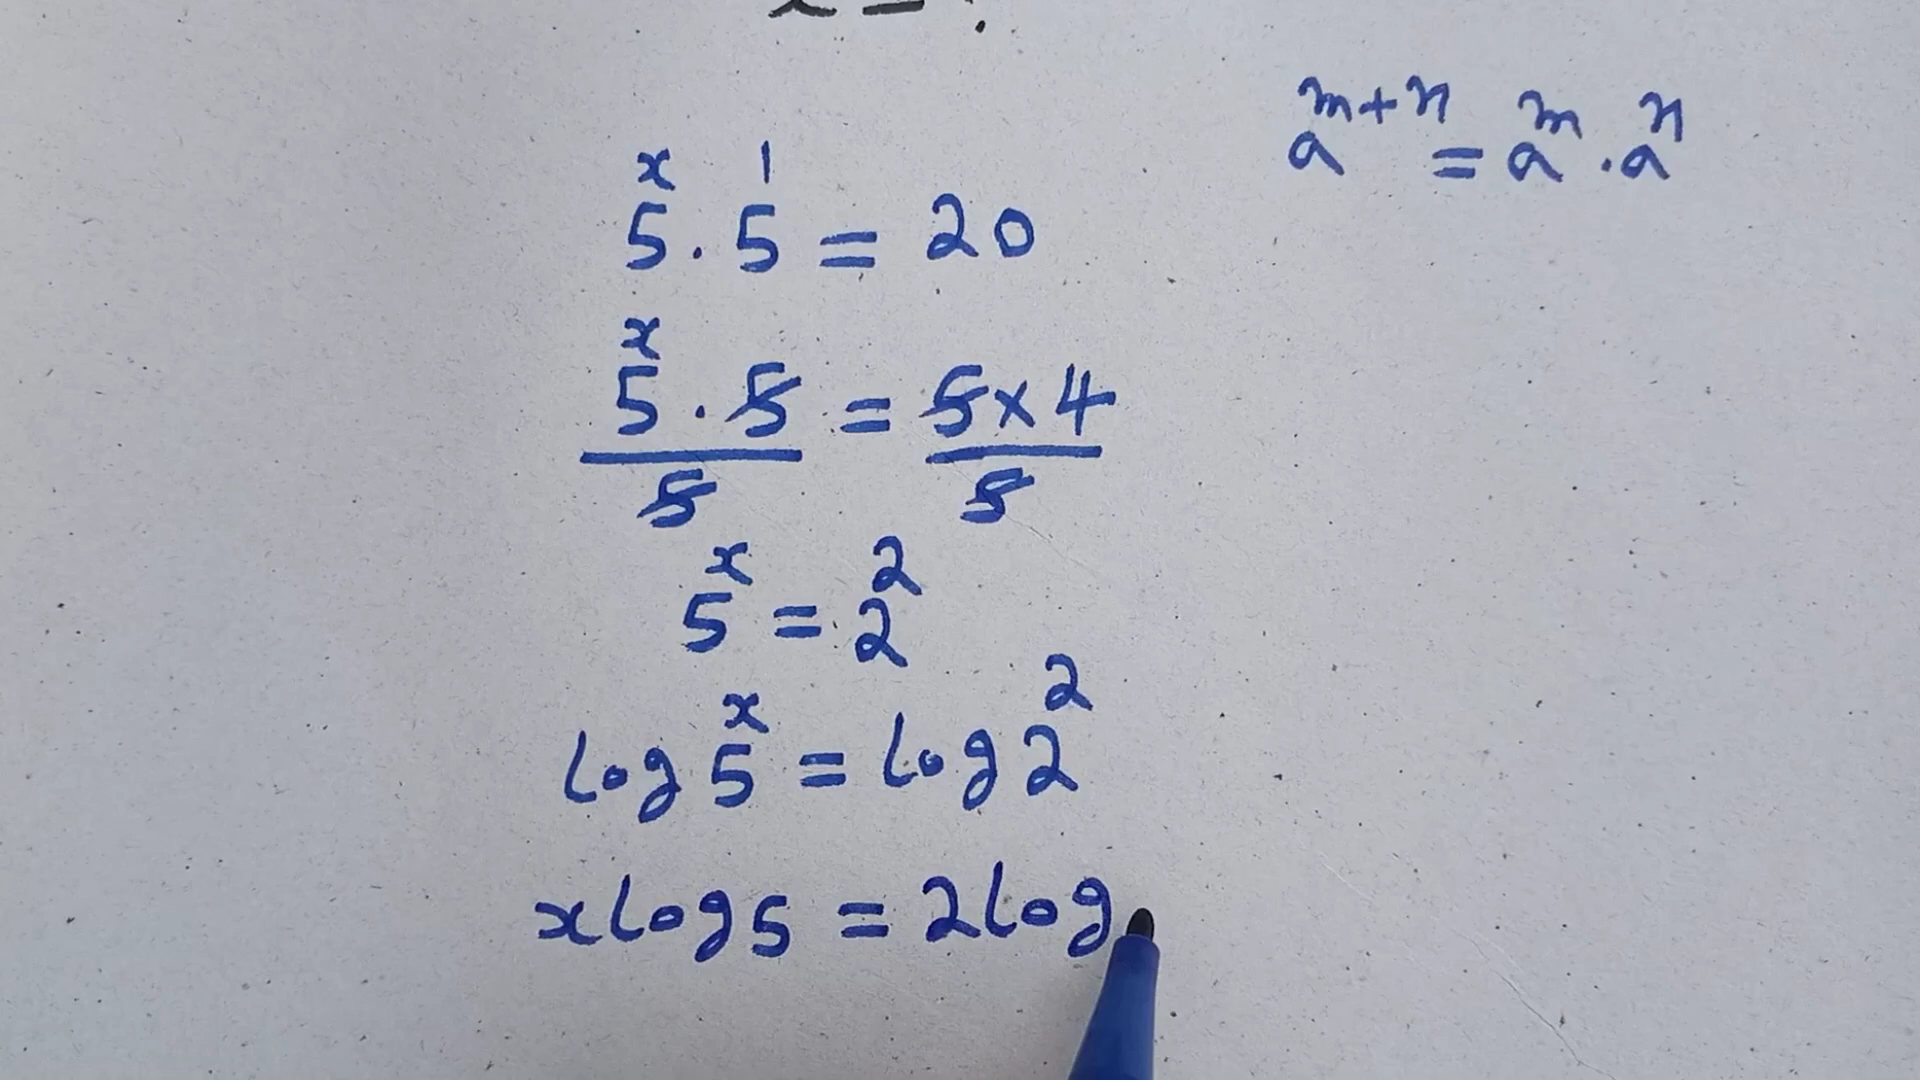 x = ?
a^{m+n} = a^m . a^n
5^x . 5^1 = 20
5^x . 5 / 5 = 5 x 4 / 5
5^x = 2^2
log 5^x = log 2^2
x log 5 = 2 log